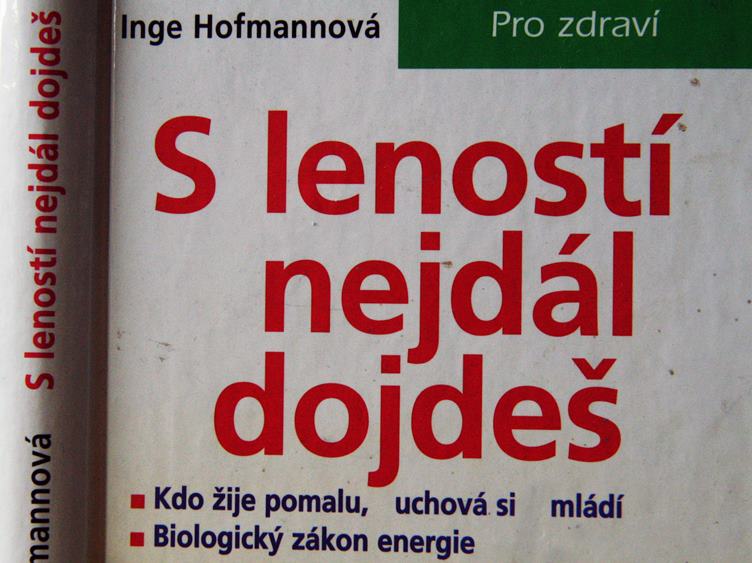 Inge Hofmannová
Pro zdraví
S leností
nejdál
dojdeš
Kdo žije pomalu, uchová si mládí
Biologický zákon energie
S leností nejdál dojdeš
mannová